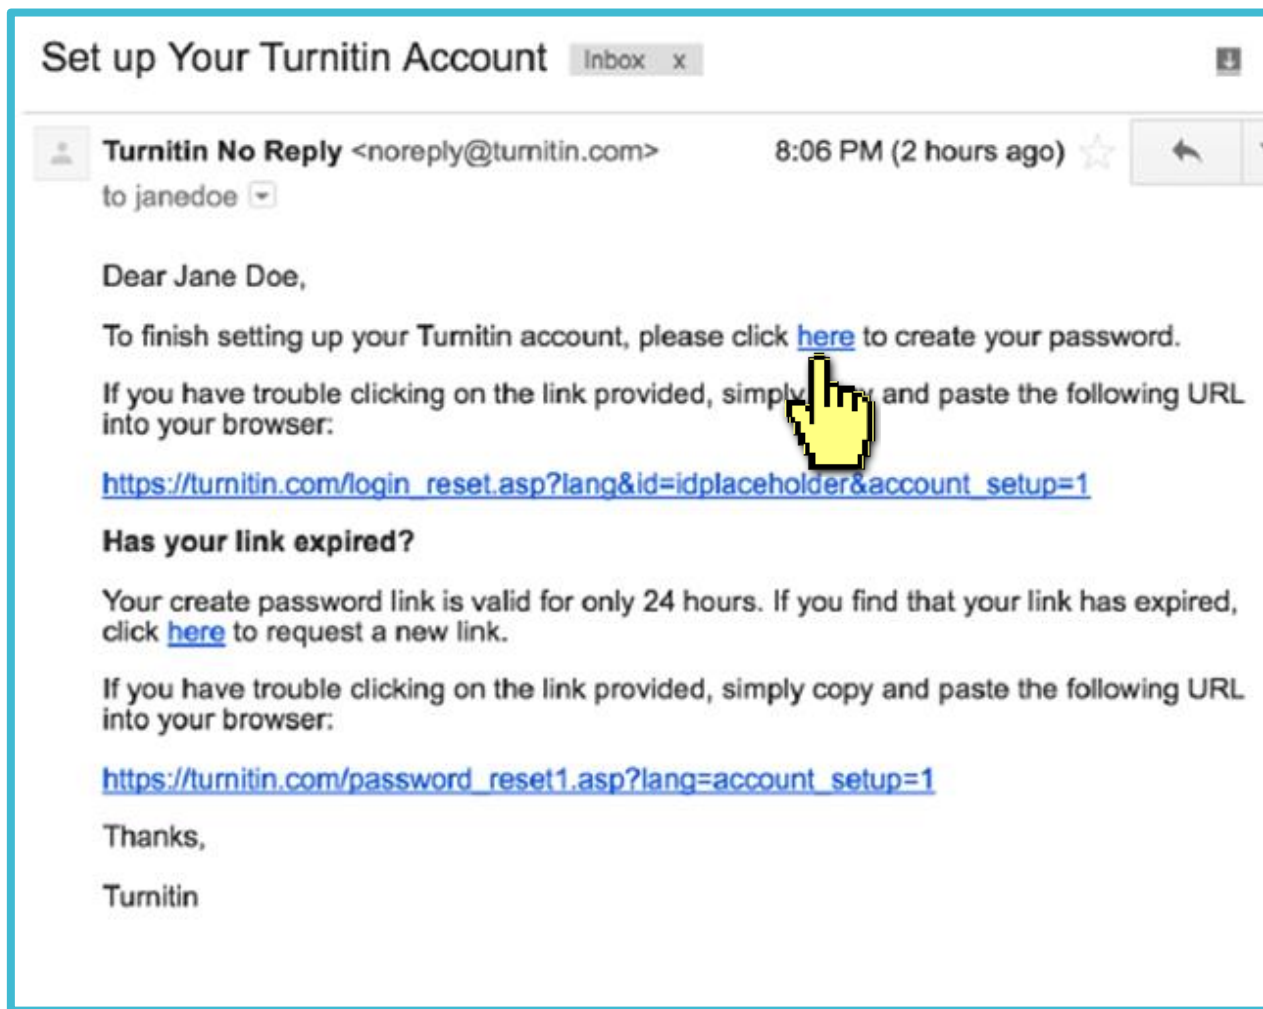 Set up Your Turnitin Account Inbox x
Turnitin No Reply <noreply@turnitin.com> 8:06 PM (2 hours ago)
to janedoe
Dear Jane Doe,
To finish setting up your Turnitin account, please click here to create your password.
If you have trouble clicking on the link provided, simply and paste the following URL
into your browser:
https://turnitin.com/login_reset.asp?lang&id=idplaceholder&account_setup=1
Has your link expired?
Your create password link is valid for only 24 hours. If you find that your link has expired,
click here to request a new link.
If you have trouble clicking on the link provided, simply copy and paste the following URL
into your browser:
https://turnitin.com/password_reset1.asp?lang=account_setup=1
Thanks,
Turnitin